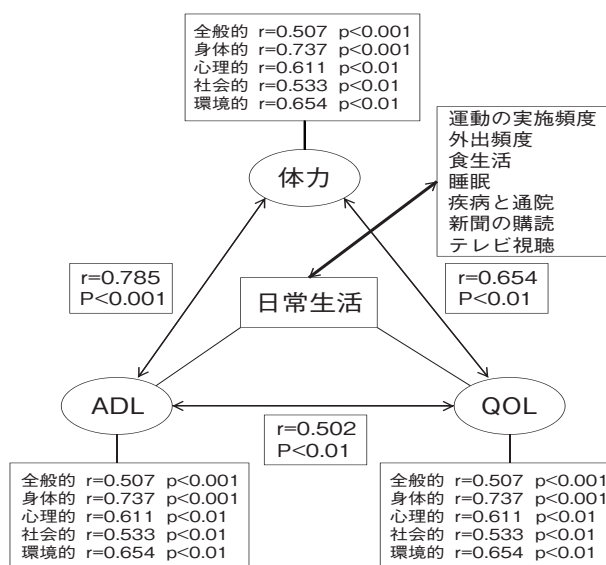 全般的 r=0.507 p<0.001
身体的 r=0.737 p<0.001
心理的 r=0.611 p<0.01
社会的 r=0.533 p<0.01
環境的 r=0.654 p<0.01
運動の実施頻度
外出頻度
食生活
睡眠
疾病と通院
新聞の購読
テレビ視聴
体力
r=0.785
P<0.001
日常生活
r=0.654
P<0.01
ADL
QOL
r=0.502
P<0.01
全般的 r=0.507 p<0.001
身体的 r=0.737 p<0.001
心理的 r=0.611 p<0.01
社会的 r=0.533 p<0.01
環境的 r=0.654 p<0.01
全般的 r=0.507 p<0.001
身体的 r=0.737 p<0.001
心理的 r=0.611 p<0.01
社会的 r=0.533 p<0.01
環境的 r=0.654 p<0.01